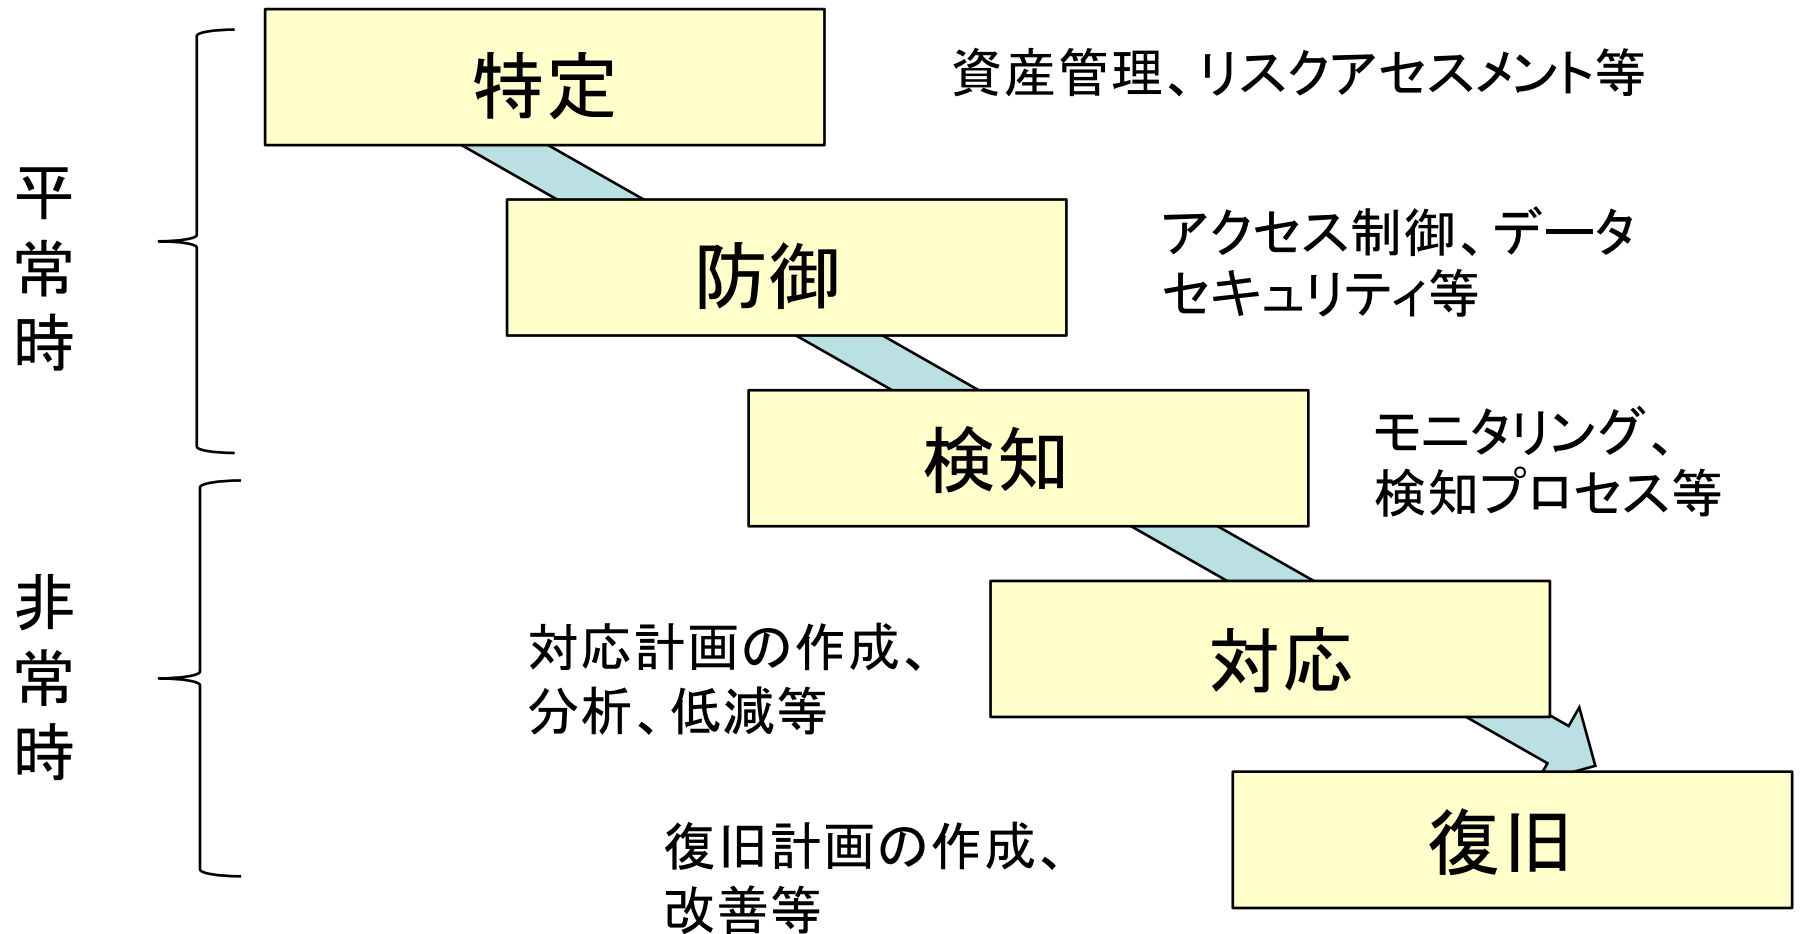 平常時
特定
資産管理、リスクアセスメント等
防御
アクセス制御、データ
セキュリティ等
検知
モニタリング、
検知プロセス等
非常時
対応計画の作成、
分析、低減等
対応
復旧計画の作成、
改善等
復旧